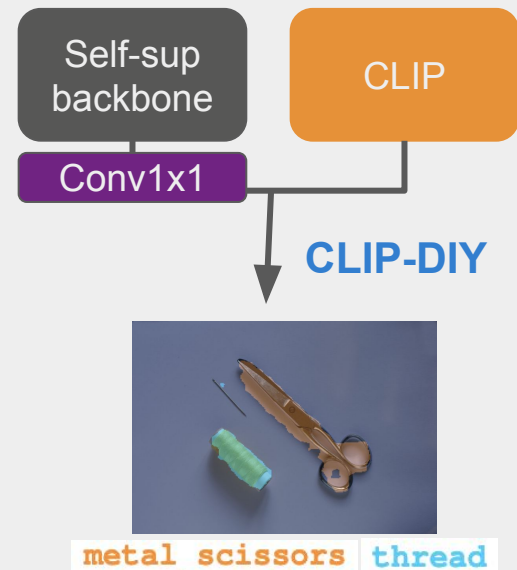 Self-sup
backbone
CLIP
Conv1x1
CLIP-DIY
metal scissors thread